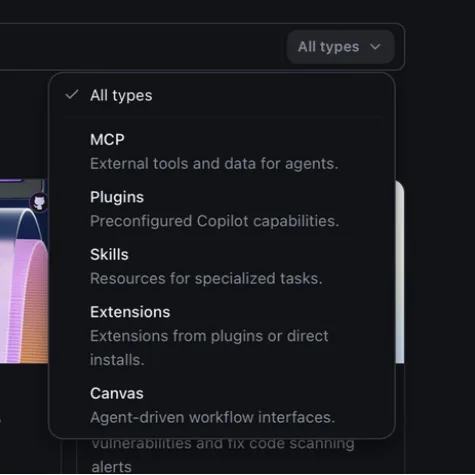 All types
All types
MCP
External tools and data for agents.
Plugins
Preconfigured Copilot capabilities.
Skills
Resources for specialized tasks.
Extensions
Extensions from plugins or direct
installs.
Canvas
Agent-driven workflow interfaces.
vulnerabilities and fix code scanning
alerts